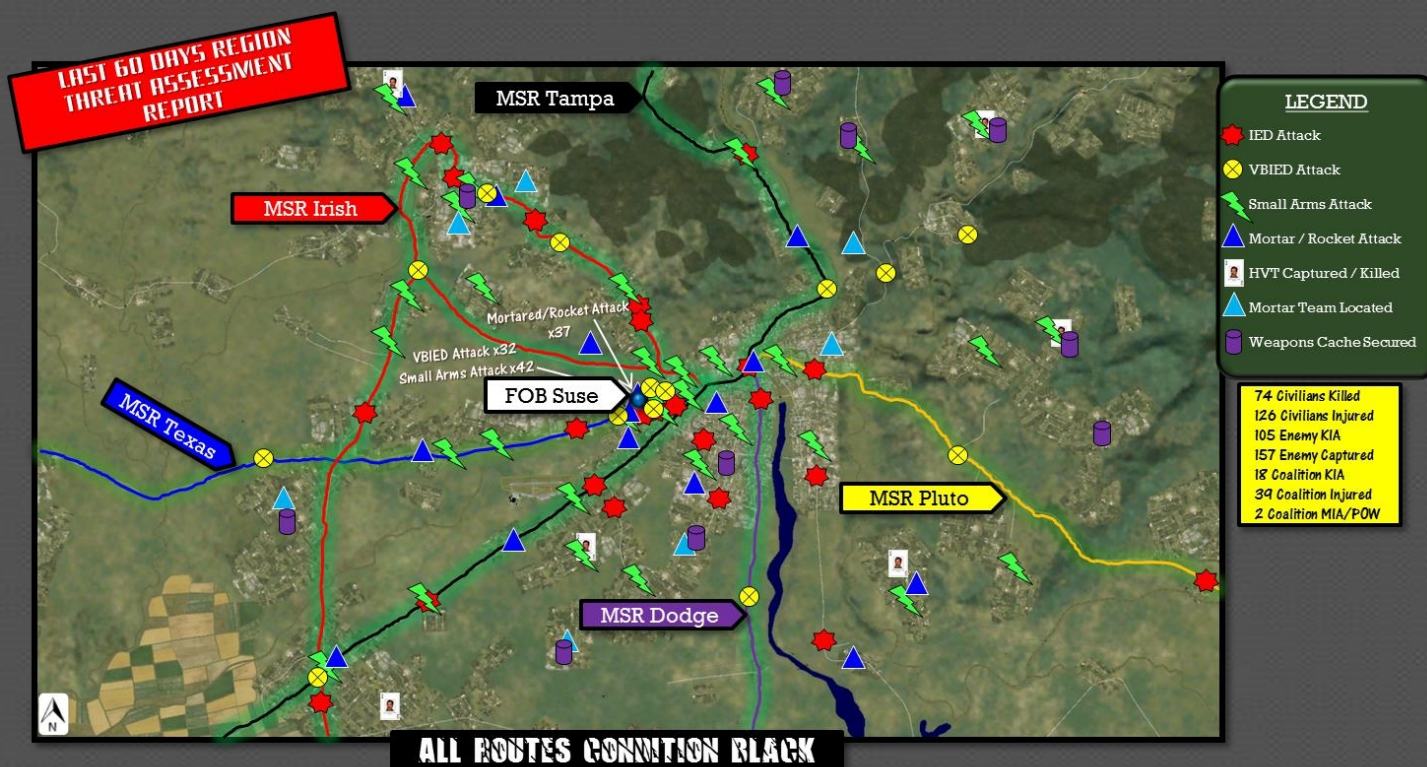 LAST 60 DAYS REGION
THREAT ASSESSMENT
REPORT
MSR Tampa
MSR Irish
Mortared/Rocket Attack
x37
VBIED Attack x32
Small Arms Attack x42
FOB Suse
MSR Texas
MSR Pluto
MSR Dodge
N
ALL ROUTES CONDITION BLACK
LEGEND
IED Attack
VBIED Attack
Small Arms Attack
Mortar / Rocket Attack
HVT Captured / Killed
Mortar Team Located
Weapons Cache Secured
74 Civilians Killed
126 Civilians Injured
105 Enemy KIA
157 Enemy Captured
18 Coalition KIA
39 Coalition Injured
2 Coalition MIA/POW